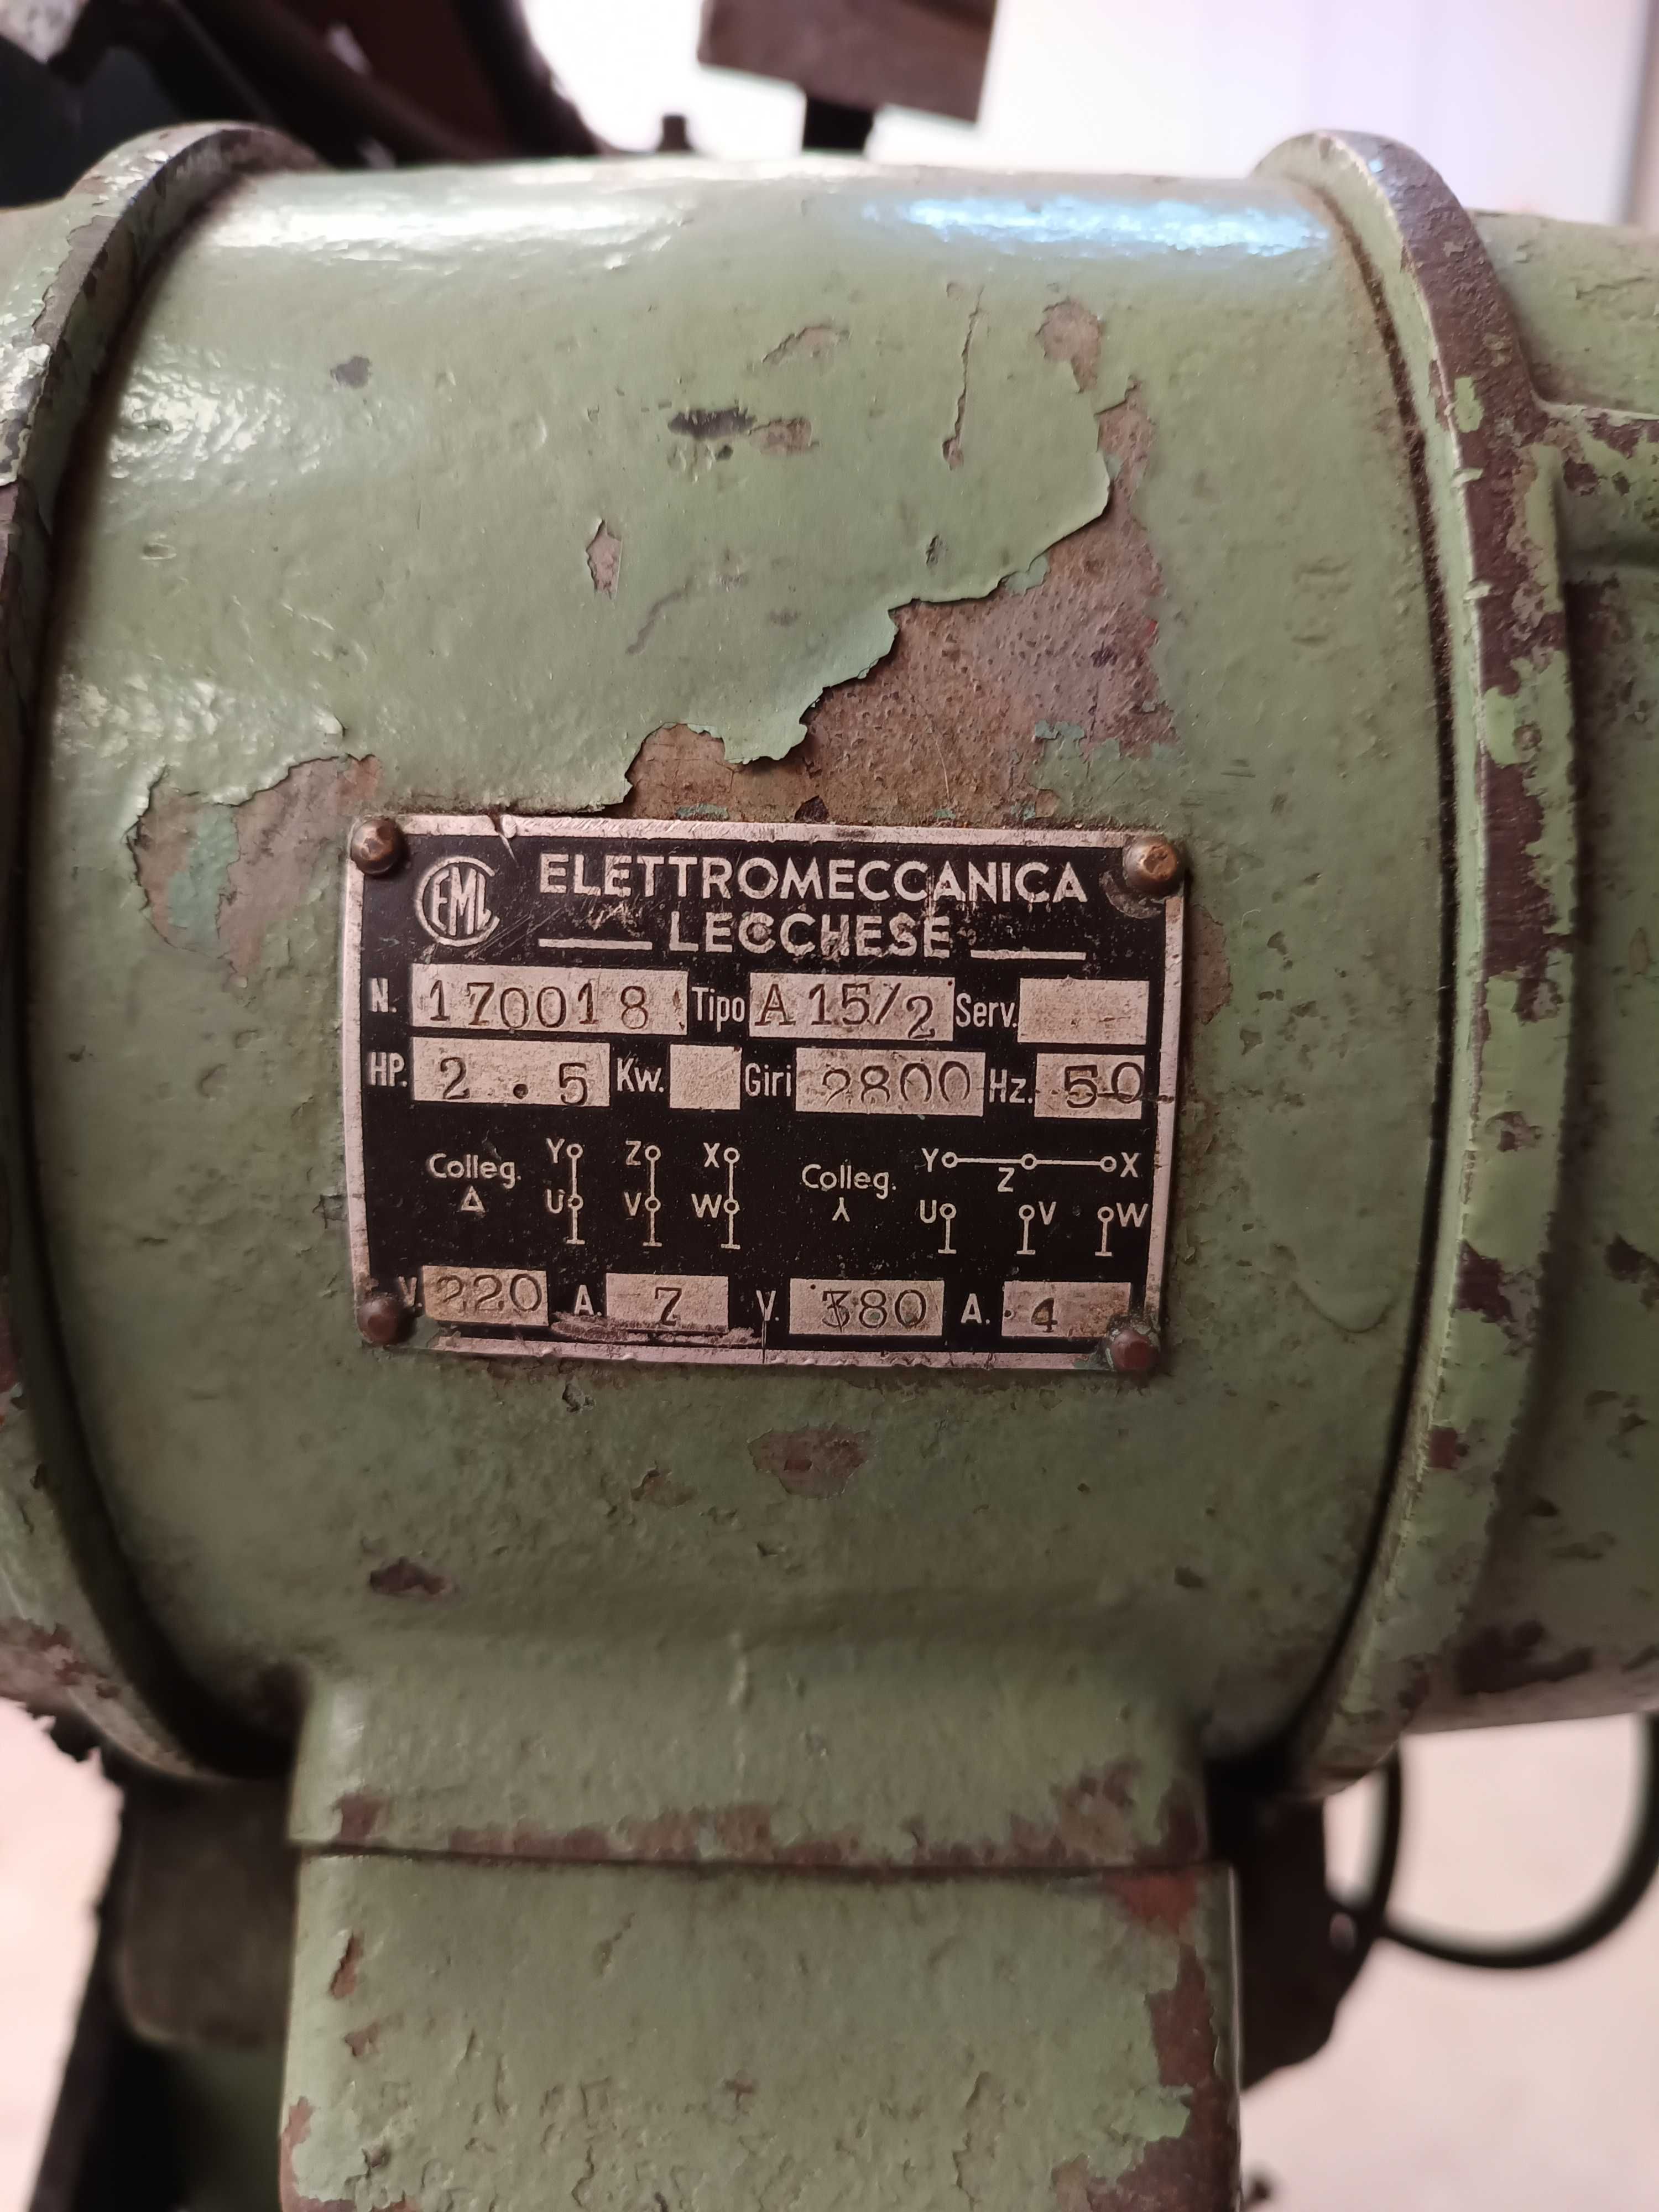 EML ELETTROMECCANICA
LECCHESE
N. 170018 Tipo A 15/2 Serv.
HP. 2.5 Kw. Giri 2800 Hz. 50
Colleg. Δ Y Z X Colleg. Y Z X
U V W U V W
V. 220 A. 7 V. 380 A. 4